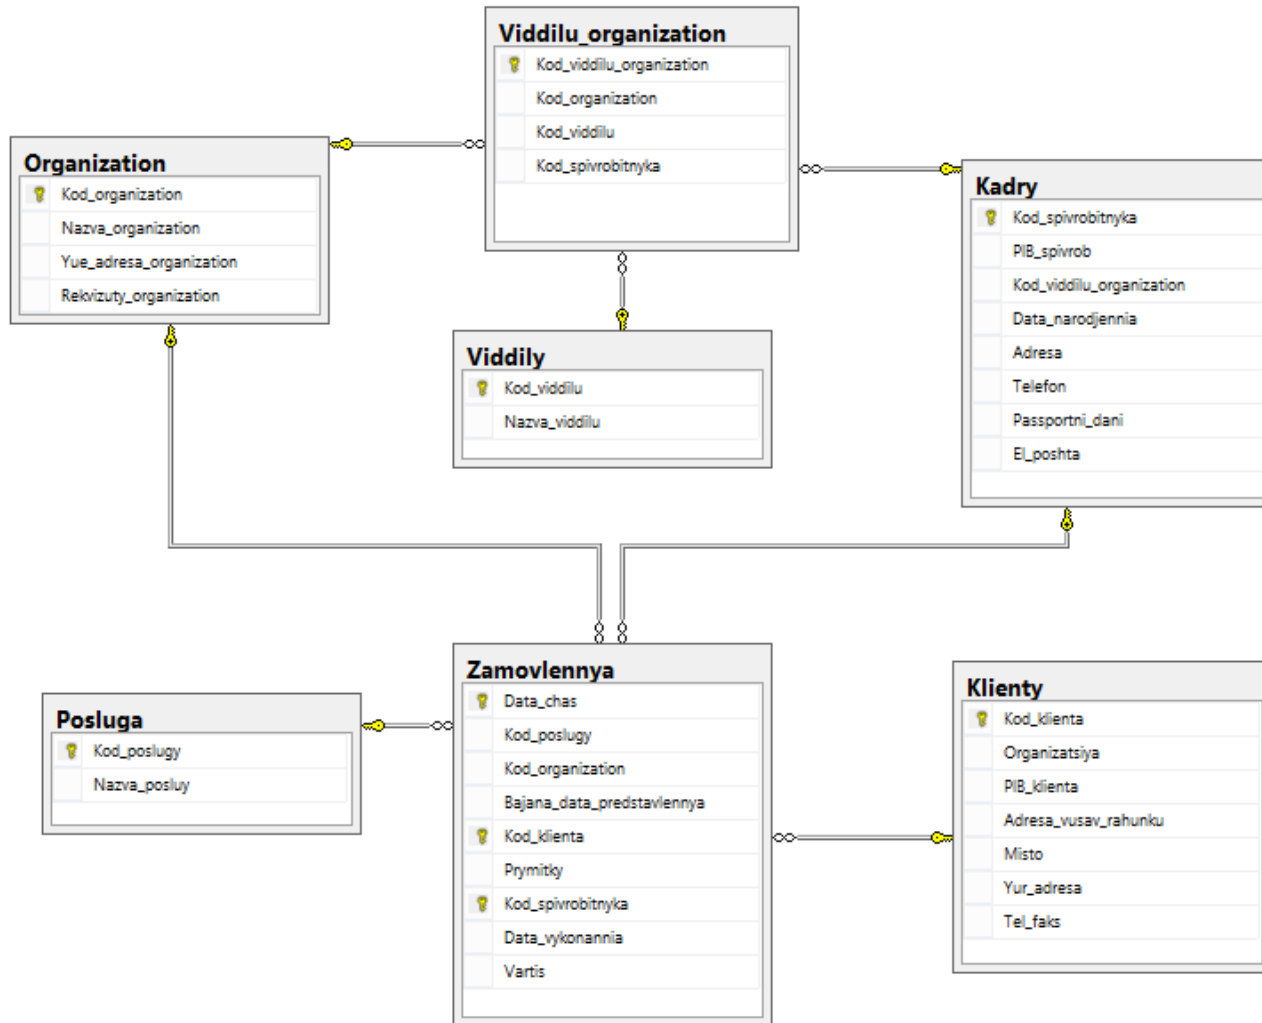 Viddilu_organization
Kod_viddilu_organization
Kod_organization
Kod_viddilu
Kod_spivrobitnyka
Organization
Kod_organization
Nazva_organization
Yue_adresa_organization
Rekvizuty_organization
Kadry
Kod_spivrobitnyka
PIB_spivrob
Kod_viddilu_organization
Data_narodjennia
Adresa
Telefon
Passportni_dani
El_poshta
Viddily
Kod_viddilu
Nazva_viddilu
Zamovlennya
Data_chas
Kod_poslugy
Kod_organization
Bajana_data_predstavlennya
Kod_klienta
Prymitky
Kod_spivrobitnyka
Data_vykonannia
Vartis
Posluga
Kod_poslugy
Nazva_posluy
Klienty
Kod_klienta
Organizatsiya
PIB_klienta
Adresa_vusav_rahunku
Misto
Yur_adresa
Tel_faks